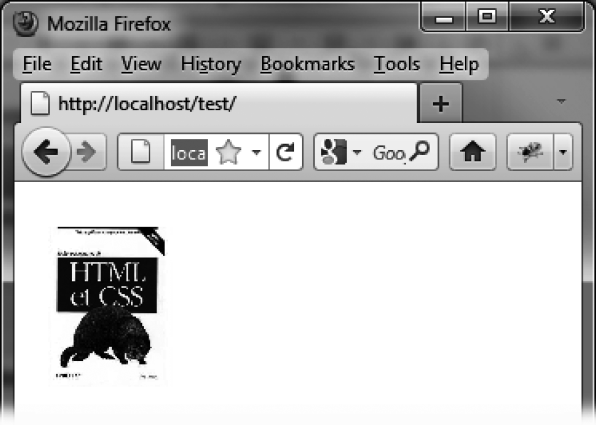 Mozilla Firefox
File Edit View History Bookmarks Tools Help
http://localhost/test/ +
loca Goo
HTML
et CSS